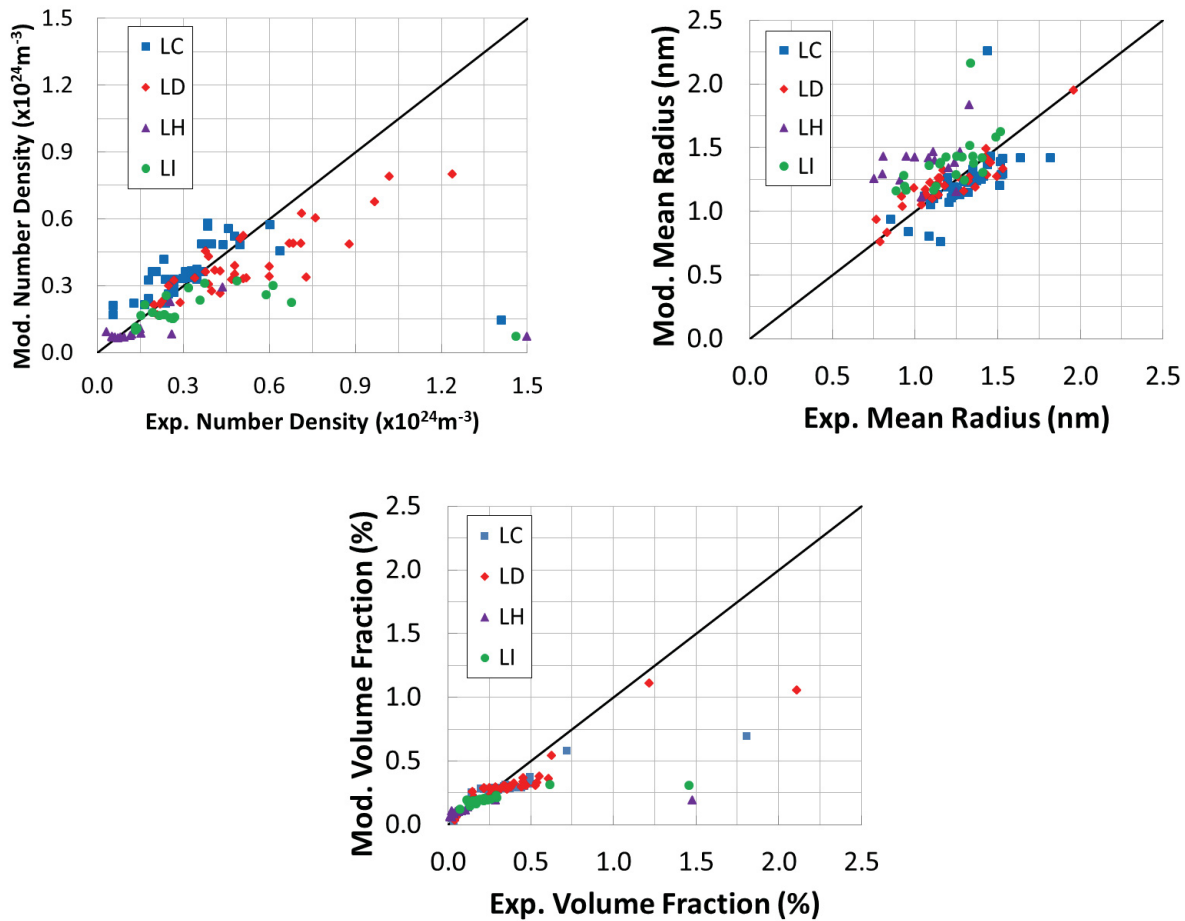 Mod. Number Density (x10²⁴m⁻³)
1.5
1.2
0.9
0.6
0.3
0.0
LC
LD
LH
LI
0.0 0.3 0.6 0.9 1.2 1.5
Exp. Number Density (x10²⁴m⁻³)
Mod. Mean Radius (nm)
2.5
2.0
1.5
1.0
0.5
0.0
LC
LD
LH
LI
0.0 0.5 1.0 1.5 2.0 2.5
Exp. Mean Radius (nm)
Mod. Volume Fraction (%)
2.5
2.0
1.5
1.0
0.5
0.0
LC
LD
LH
LI
0.0 0.5 1.0 1.5 2.0 2.5
Exp. Volume Fraction (%)